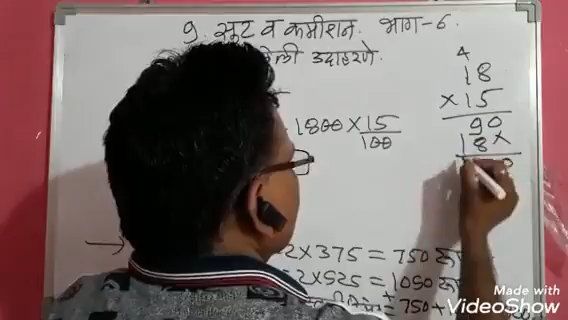 9. सूट व कमीशन. भाग-6.
उदाहरणे.
4
18
1800 × 15
× 15
100
90
18×
2×375 = 750
2×525 = 1050
= 750+
Made with
VideoShow